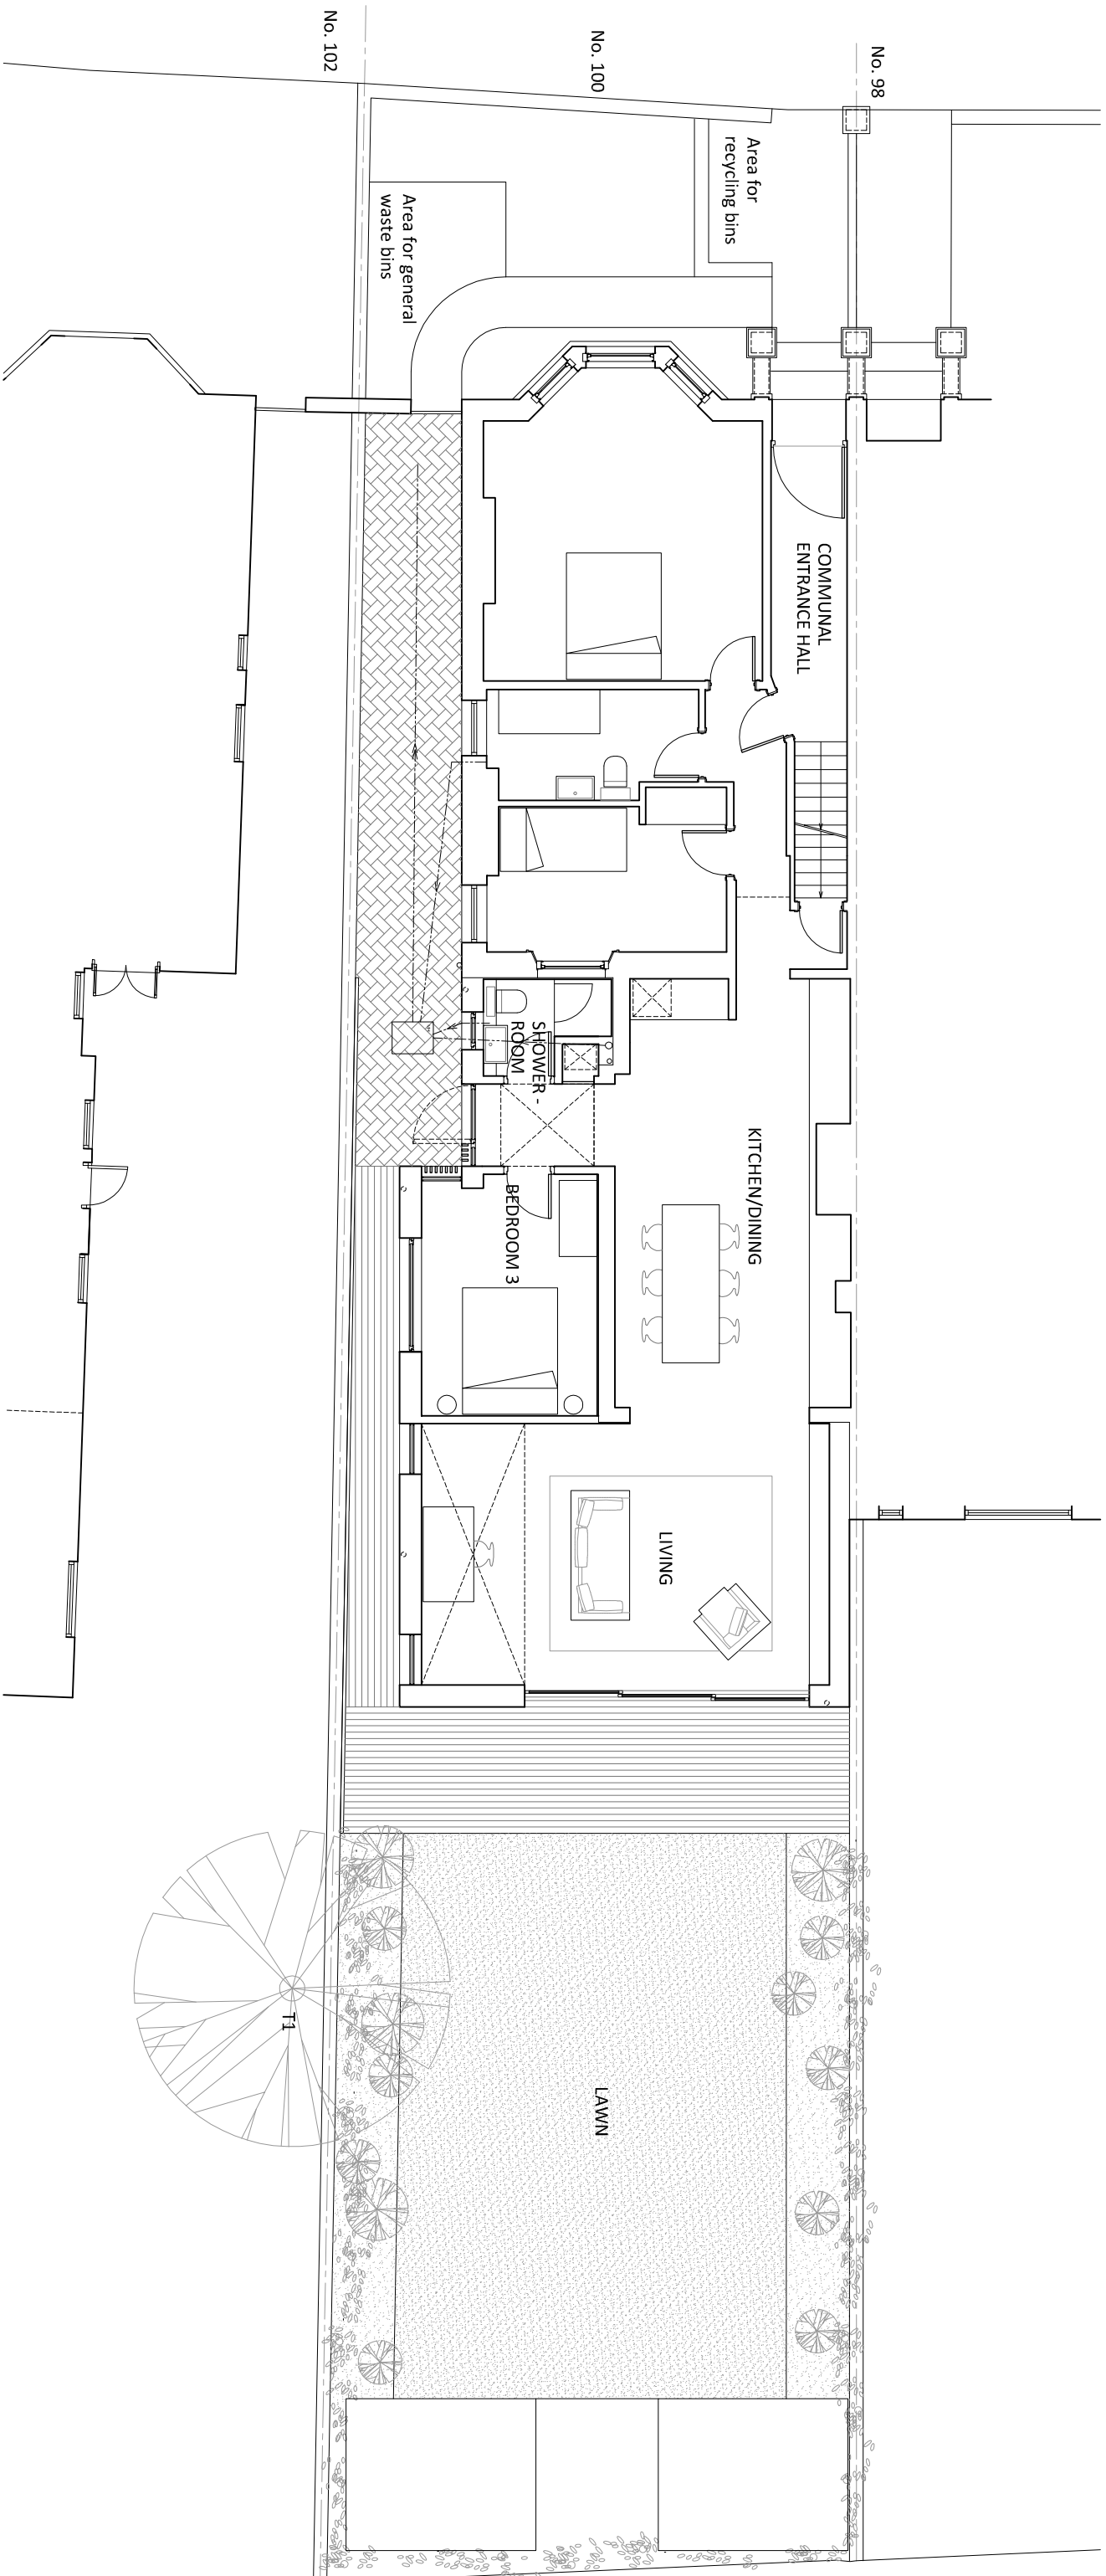 No. 102
No. 100
No. 98
Area for
recycling bins
Area for general
waste bins
COMMUNAL
ENTRANCE HALL
SHOWER-
ROOM
KITCHEN/DINING
BEDROOM 3
LIVING
T1
LAWN